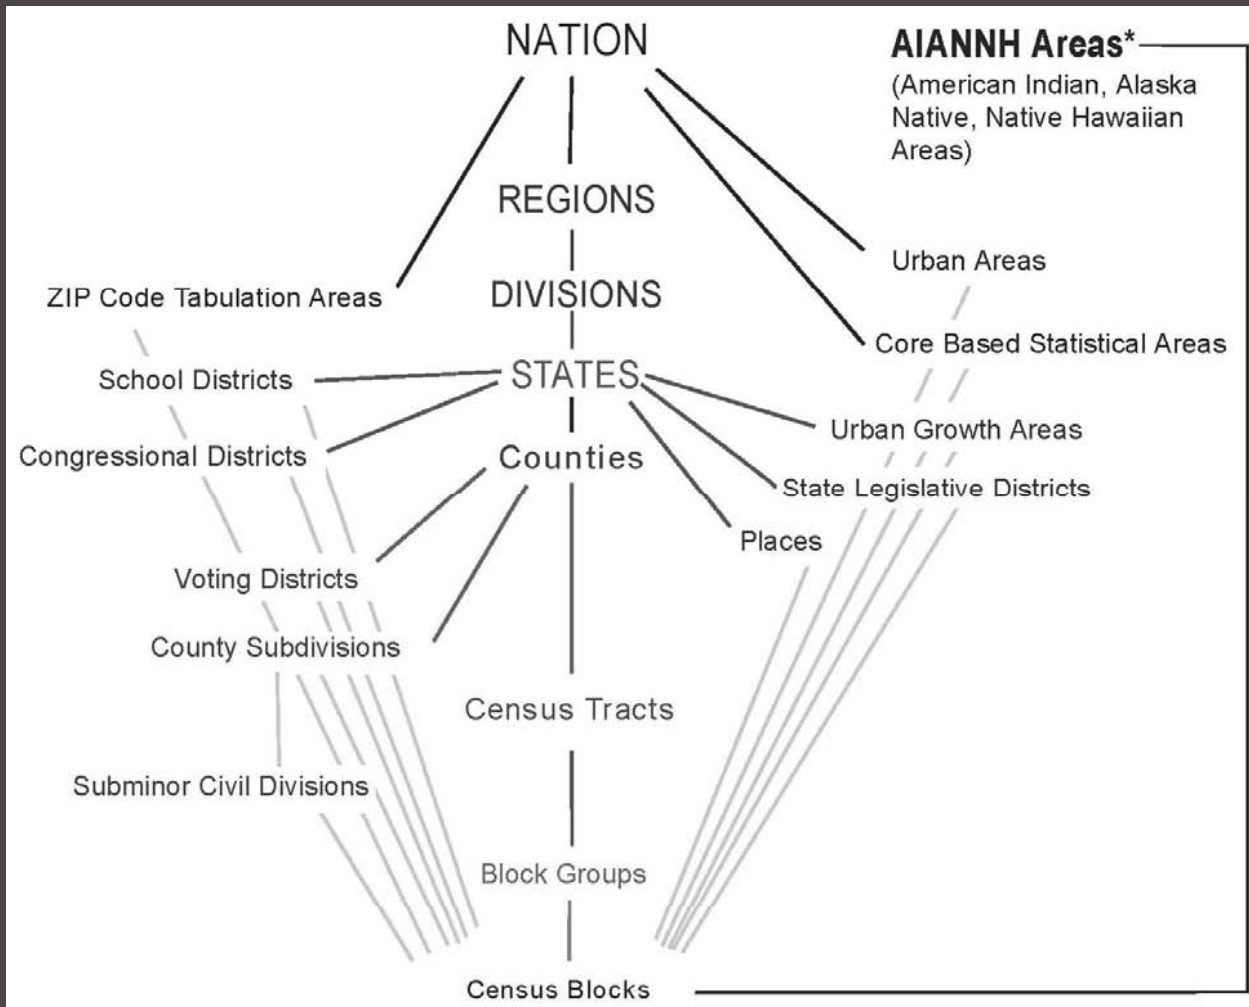 NATION
AIANNH Areas*
(American Indian, Alaska
Native, Native Hawaiian
Areas)
REGIONS
Urban Areas
ZIP Code Tabulation Areas
DIVISIONS
Core Based Statistical Areas
School Districts
STATES
Urban Growth Areas
Congressional Districts
Counties
State Legislative Districts
Places
Voting Districts
County Subdivisions
Census Tracts
Subminor Civil Divisions
Block Groups
Census Blocks